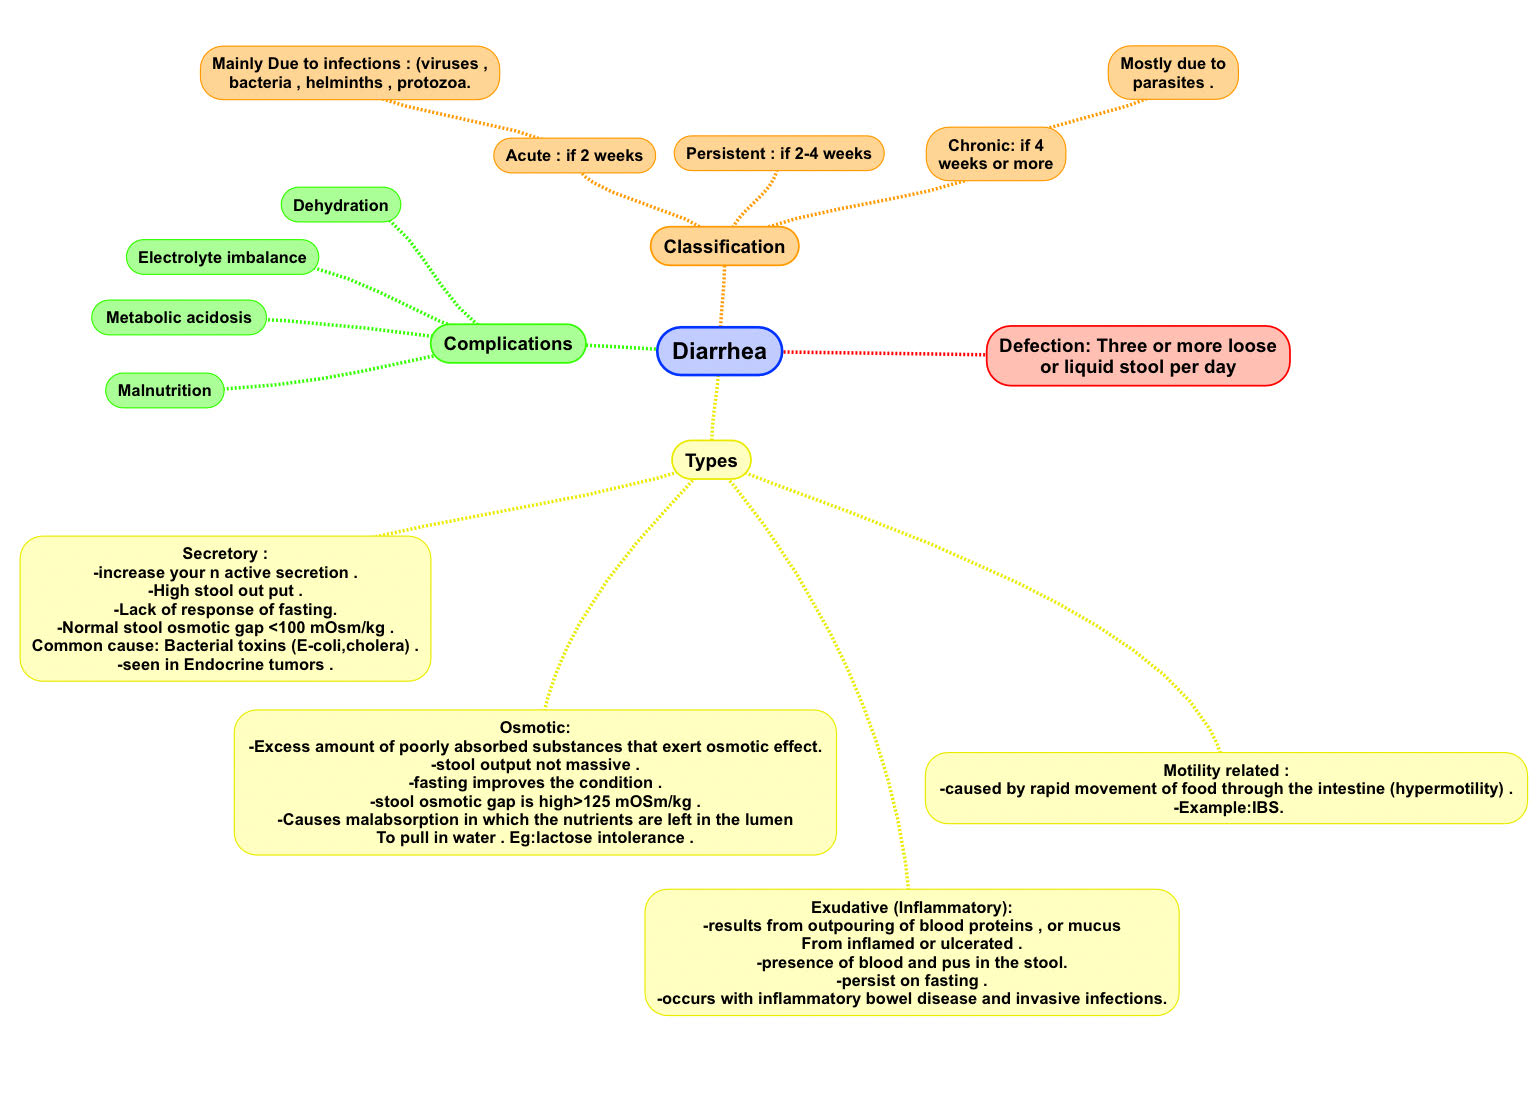 Mainly Due to infections : (viruses ,
bacteria , helminths , protozoa.
Mostly due to
parasites .
Acute : if 2 weeks
Persistent : if 2-4 weeks
Chronic: if 4
weeks or more
Dehydration
Electrolyte imbalance
Metabolic acidosis
Malnutrition
Classification
Complications
Diarrhea
Defection: Three or more loose
or liquid stool per day
Types
Secretory :
-increase your n active secretion .
-High stool out put .
-Lack of response of fasting.
-Normal stool osmotic gap <100 mOsm/kg .
Common cause: Bacterial toxins (E-coli,cholera) .
-seen in Endocrine tumors .
Osmotic:
-Excess amount of poorly absorbed substances that exert osmotic effect.
-stool output not massive .
-fasting improves the condition .
-stool osmotic gap is high>125 mOSm/kg .
-Causes malabsorption in which the nutrients are left in the lumen
To pull in water . Eg:lactose intolerance .
Motility related :
-caused by rapid movement of food through the intestine (hypermotility) .
-Example:IBS.
Exudative (Inflammatory):
-results from outpouring of blood proteins , or mucus
From inflamed or ulcerated .
-presence of blood and pus in the stool.
-persist on fasting .
-occurs with inflammatory bowel disease and invasive infections.